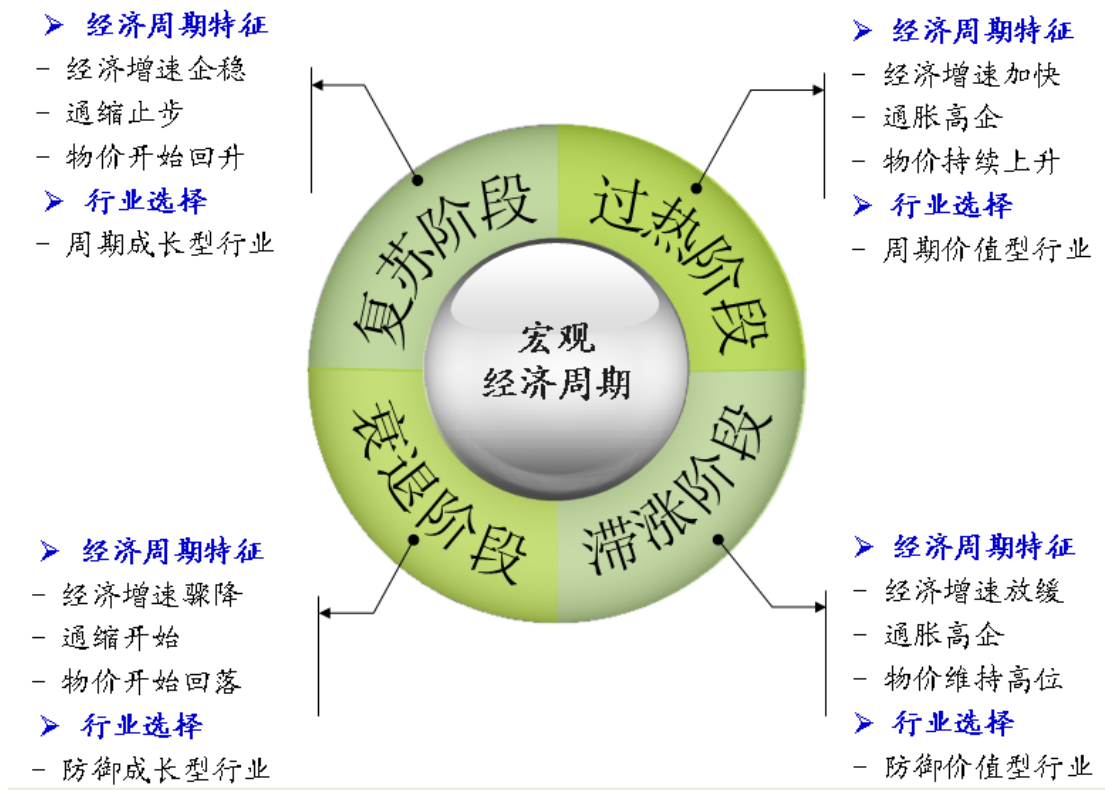 ➢ 经济周期特征
- 经济增速企稳
- 通缩止步
- 物价开始回升
➢ 行业选择
- 周期成长型行业
➢ 经济周期特征
- 经济增速加快
- 通胀高企
- 物价持续上升
➢ 行业选择
- 周期价值型行业
复苏阶段
过热阶段
宏观
经济周期
衰退阶段
滞涨阶段
➢ 经济周期特征
- 经济增速骤降
- 通缩开始
- 物价开始回落
➢ 行业选择
- 防御成长型行业
➢ 经济周期特征
- 经济增速放缓
- 通胀高企
- 物价维持高位
➢ 行业选择
- 防御价值型行业